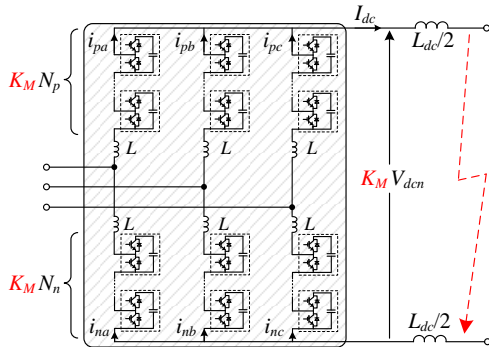 I_dc
i_pa i_pb i_pc
L_dc/2
K_M N_p
L L L
K_M V_dcn
L L L
K_M N_n
L_dc/2
i_na i_nb i_nc